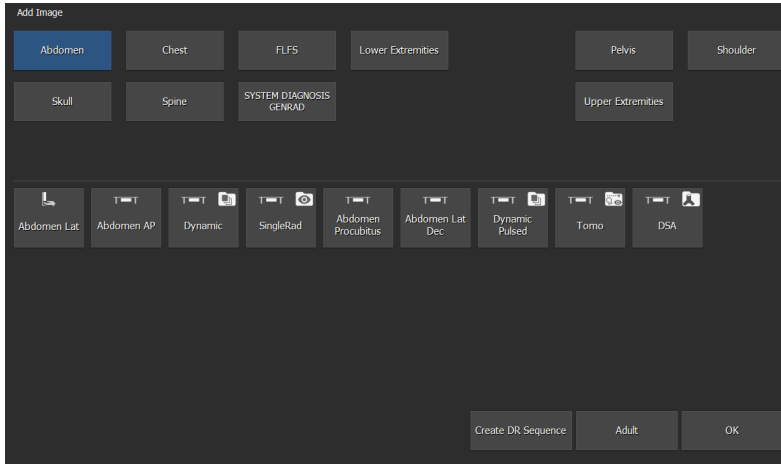 Add Image
Abdomen
Chest
FLFS
Lower Extremities
Pelvis
Shoulder
Skull
Spine
SYSTEM DIAGNOSIS
GENRAD
Upper Extremities
Abdomen Lat
Abdomen AP
Dynamic
SingleRad
Abdomen
Procubitus
Abdomen Lat
Dec
Dynamic
Pulsed
Tomo
DSA
Create DR Sequence
Adult
OK